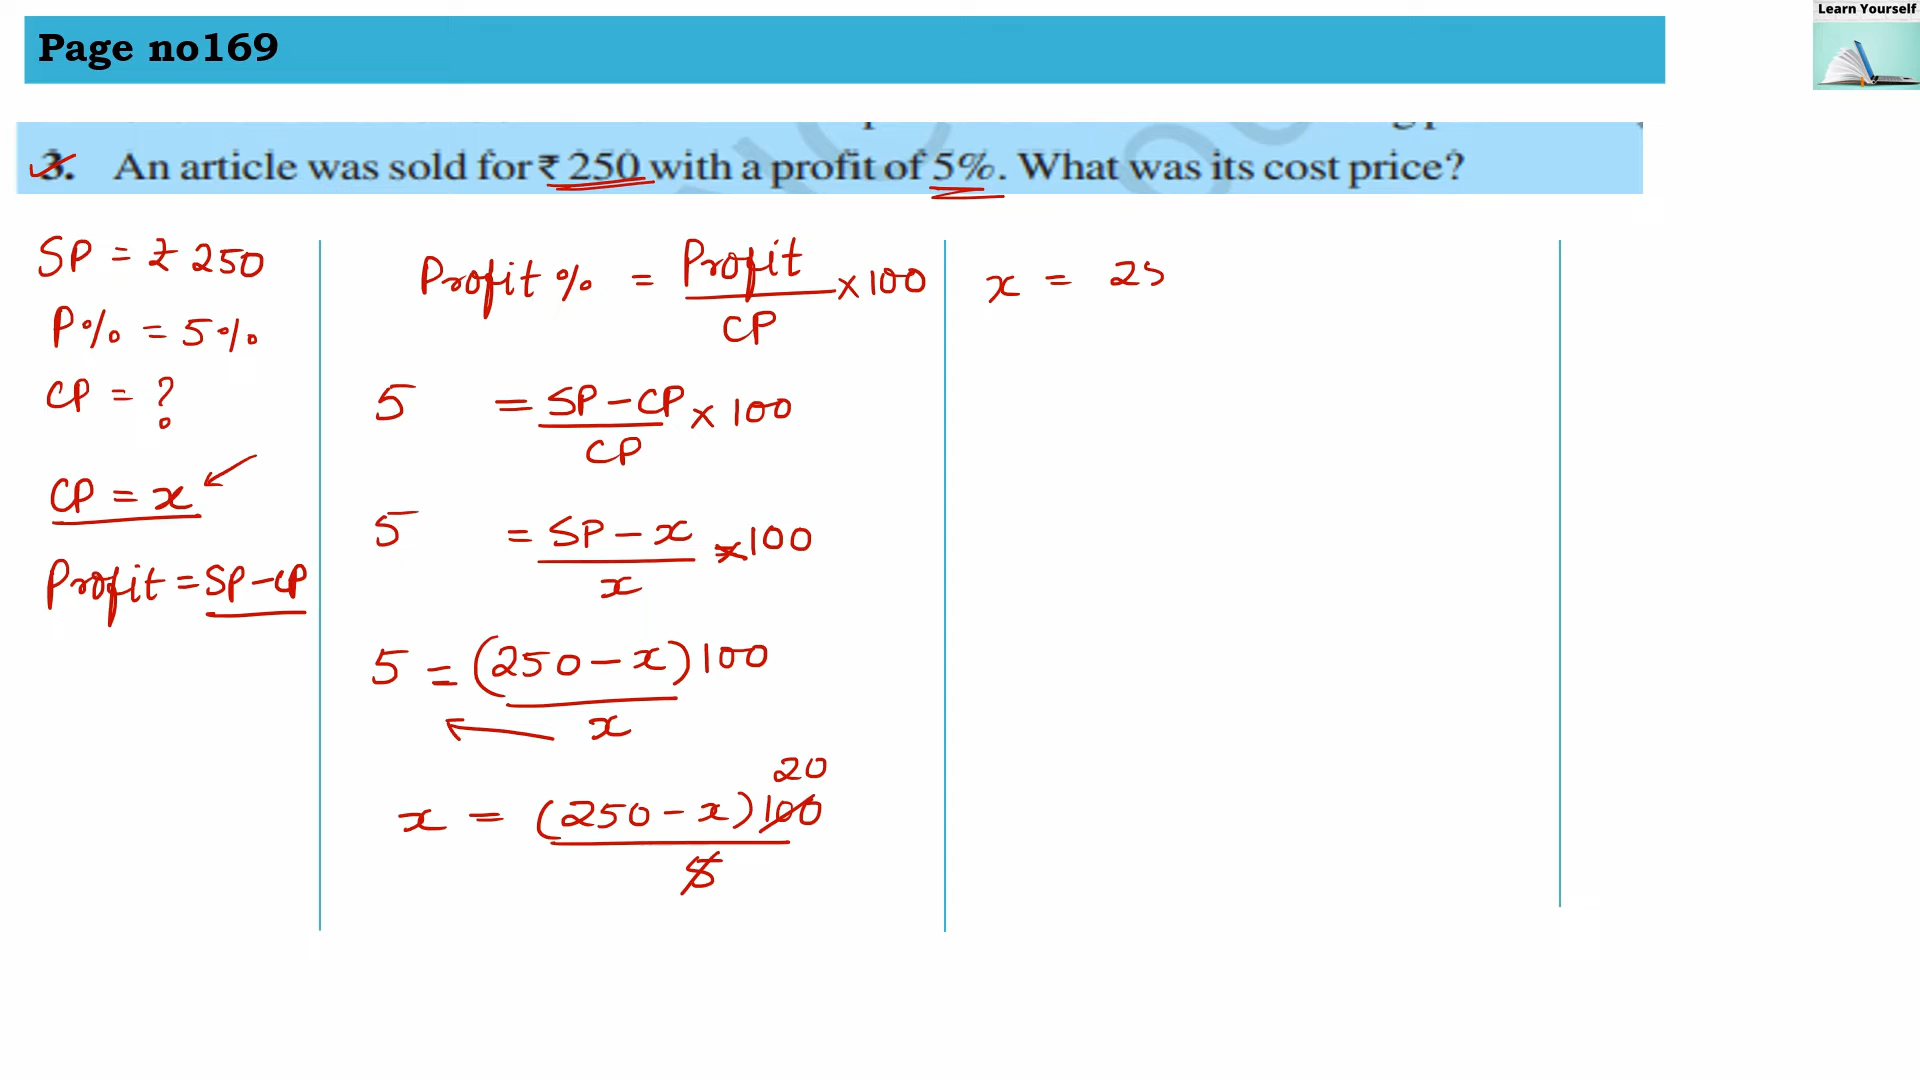 Learn Yourself
Page no169
3. An article was sold for ₹ 250 with a profit of 5%. What was its cost price?
SP = ₹ 250
P% = 5%
CP = ?
CP = x
Profit = SP-CP
Profit % = Profit/CP × 100
5 = SP-CP/CP × 100
5 = SP-x/x × 100
5 = (250-x)100/x
20
x = (250-x)100/5
x = 25